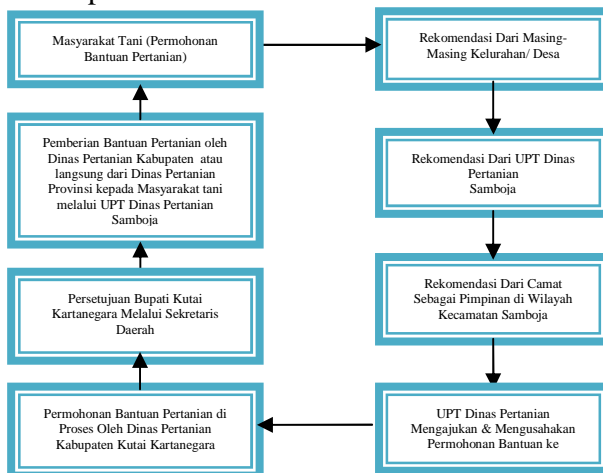 Masyarakat Tani (Permohonan
Bantuan Pertanian)
Rekomendasi Dari Masing-
Masing Kelurahan/ Desa
Rekomendasi Dari UPT Dinas
Pertanian
Samboja
Rekomendasi Dari Camat
Sebagai Pimpinan di Wilayah
Kecamatan Samboja
UPT Dinas Pertanian
Mengajukan & Mengusahakan
Permohonan Bantuan ke
Permohonan Bantuan Pertanian di
Proses Oleh Dinas Pertanian
Kabupaten Kutai Kartanegara
Persetujuan Bupati Kutai
Kartanegara Melalui Sekretaris
Daerah
Pemberian Bantuan Pertanian oleh
Dinas Pertanian Kabupaten atau
langsung dari Dinas Pertanian
Provinsi kepada Masyarakat tani
melalui UPT Dinas Pertanian
Samboja